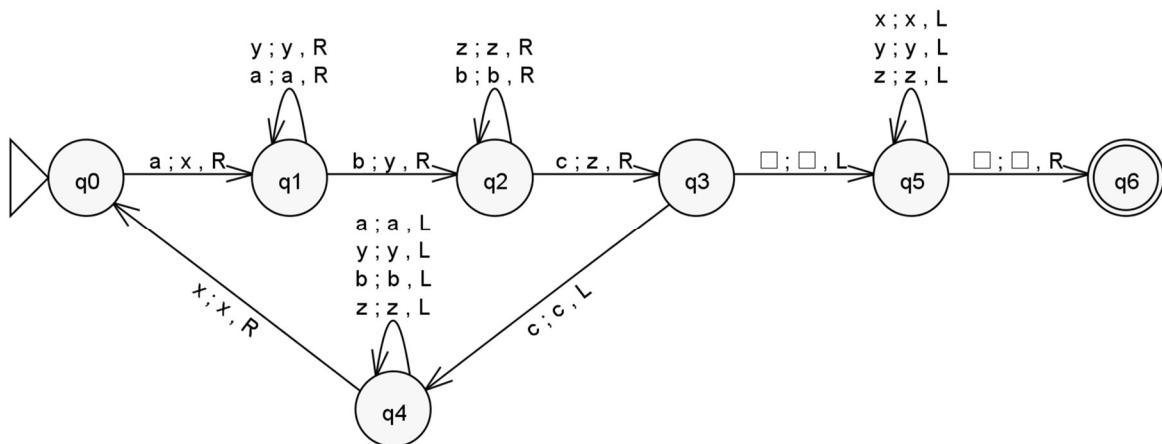 y ; y , R
a ; a , R
z ; z , R
b ; b , R
x ; x , L
y ; y , L
z ; z , L
q0
a ; x , R
q1
b ; y , R
q2
c ; z , R
q3
□ ; □ , L
q5
□ ; □ , R
q6
a ; a , L
y ; y , L
b ; b , L
z ; z , L
x ; x , R
c ; c , L
q4